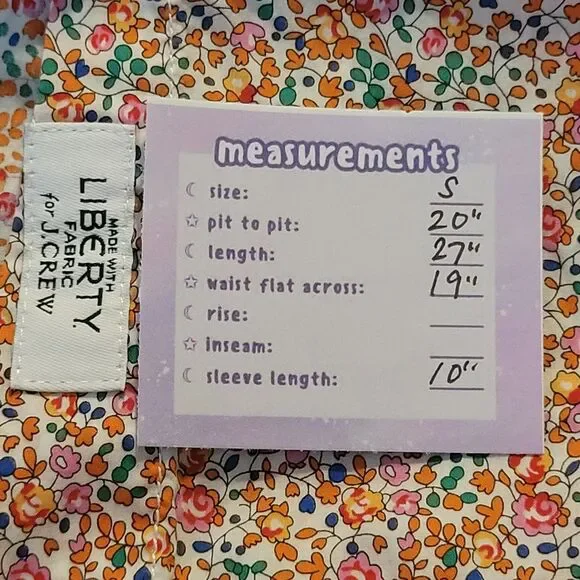 MADE WITH
LIBERTY
FABRIC
for J.CREW
measurements
size: S
pit to pit: 20"
length: 27"
waist flat across: 19"
rise:
inseam:
sleeve length: 10"